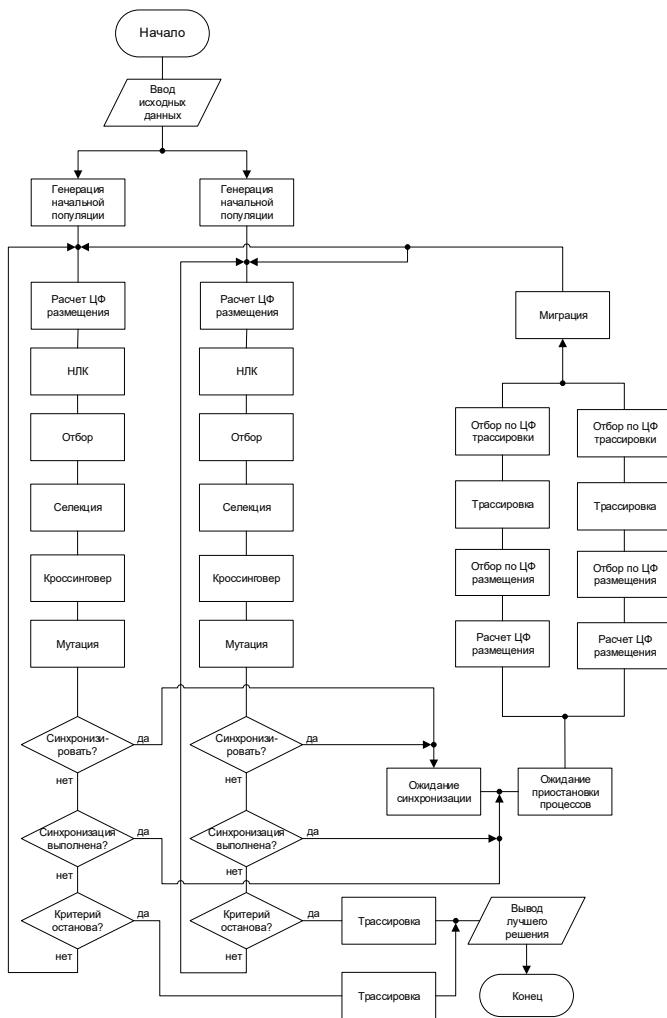 Начало
Ввод
исходных
данных
Генерация
начальной
популяции
Генерация
начальной
популяции
Расчет ЦФ
размещения
Расчет ЦФ
размещения
Миграция
НЛК
НЛК
Отбор
Отбор
Отбор по ЦФ
трассировки
Отбор по ЦФ
трассировки
Селекция
Селекция
Трассировка
Трассировка
Кроссинговер
Кроссинговер
Отбор по ЦФ
размещения
Отбор по ЦФ
размещения
Мутация
Мутация
Расчет ЦФ
размещения
Расчет ЦФ
размещения
Синхронизи-
ровать?
да
нет
Синхронизи-
ровать?
да
нет
Ожидание
синхронизации
Ожидание
приостановки
процессов
Синхронизация
выполнена?
да
нет
Синхронизация
выполнена?
да
нет
Критерий
останова?
да
нет
Критерий
останова?
да
нет
Трассировка
Вывод
лучшего
решения
Трассировка
Конец